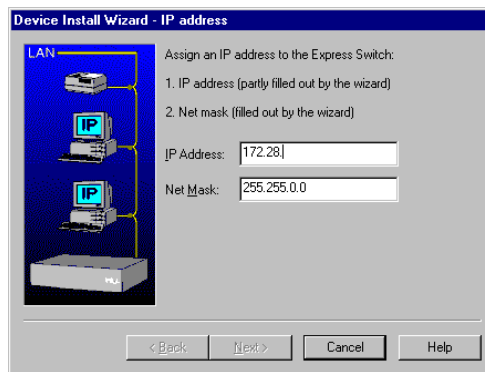 Device Install Wizard - IP address
LAN
Assign an IP address to the Express Switch:
1. IP address (partly filled out by the wizard)
2. Net mask (filled out by the wizard)
IP
IP Address: 172.28.
Net Mask: 255.255.0.0
IP
< Back Next > Cancel Help